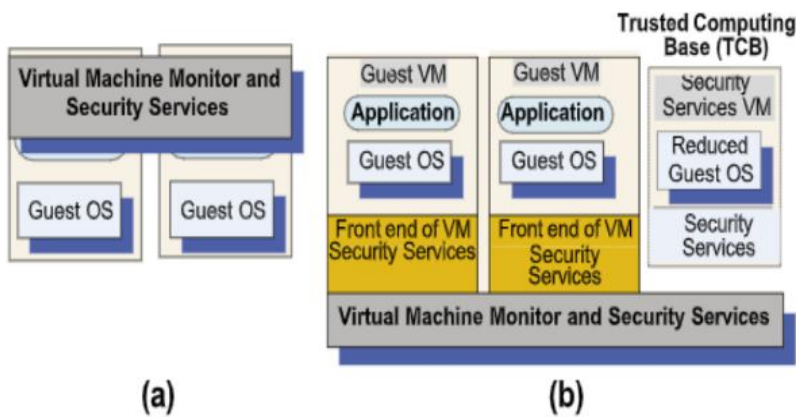 Virtual Machine Monitor and
Security Services
Guest OS
Guest OS
(a)
Guest VM
Application
Guest OS
Front end of VM
Security Services
Guest VM
Application
Guest OS
Front end of VM
Security
Services
Trusted Computing
Base (TCB)
Security
Services VM
Reduced
Guest OS
Security
Services
Virtual Machine Monitor and Security Services
(b)